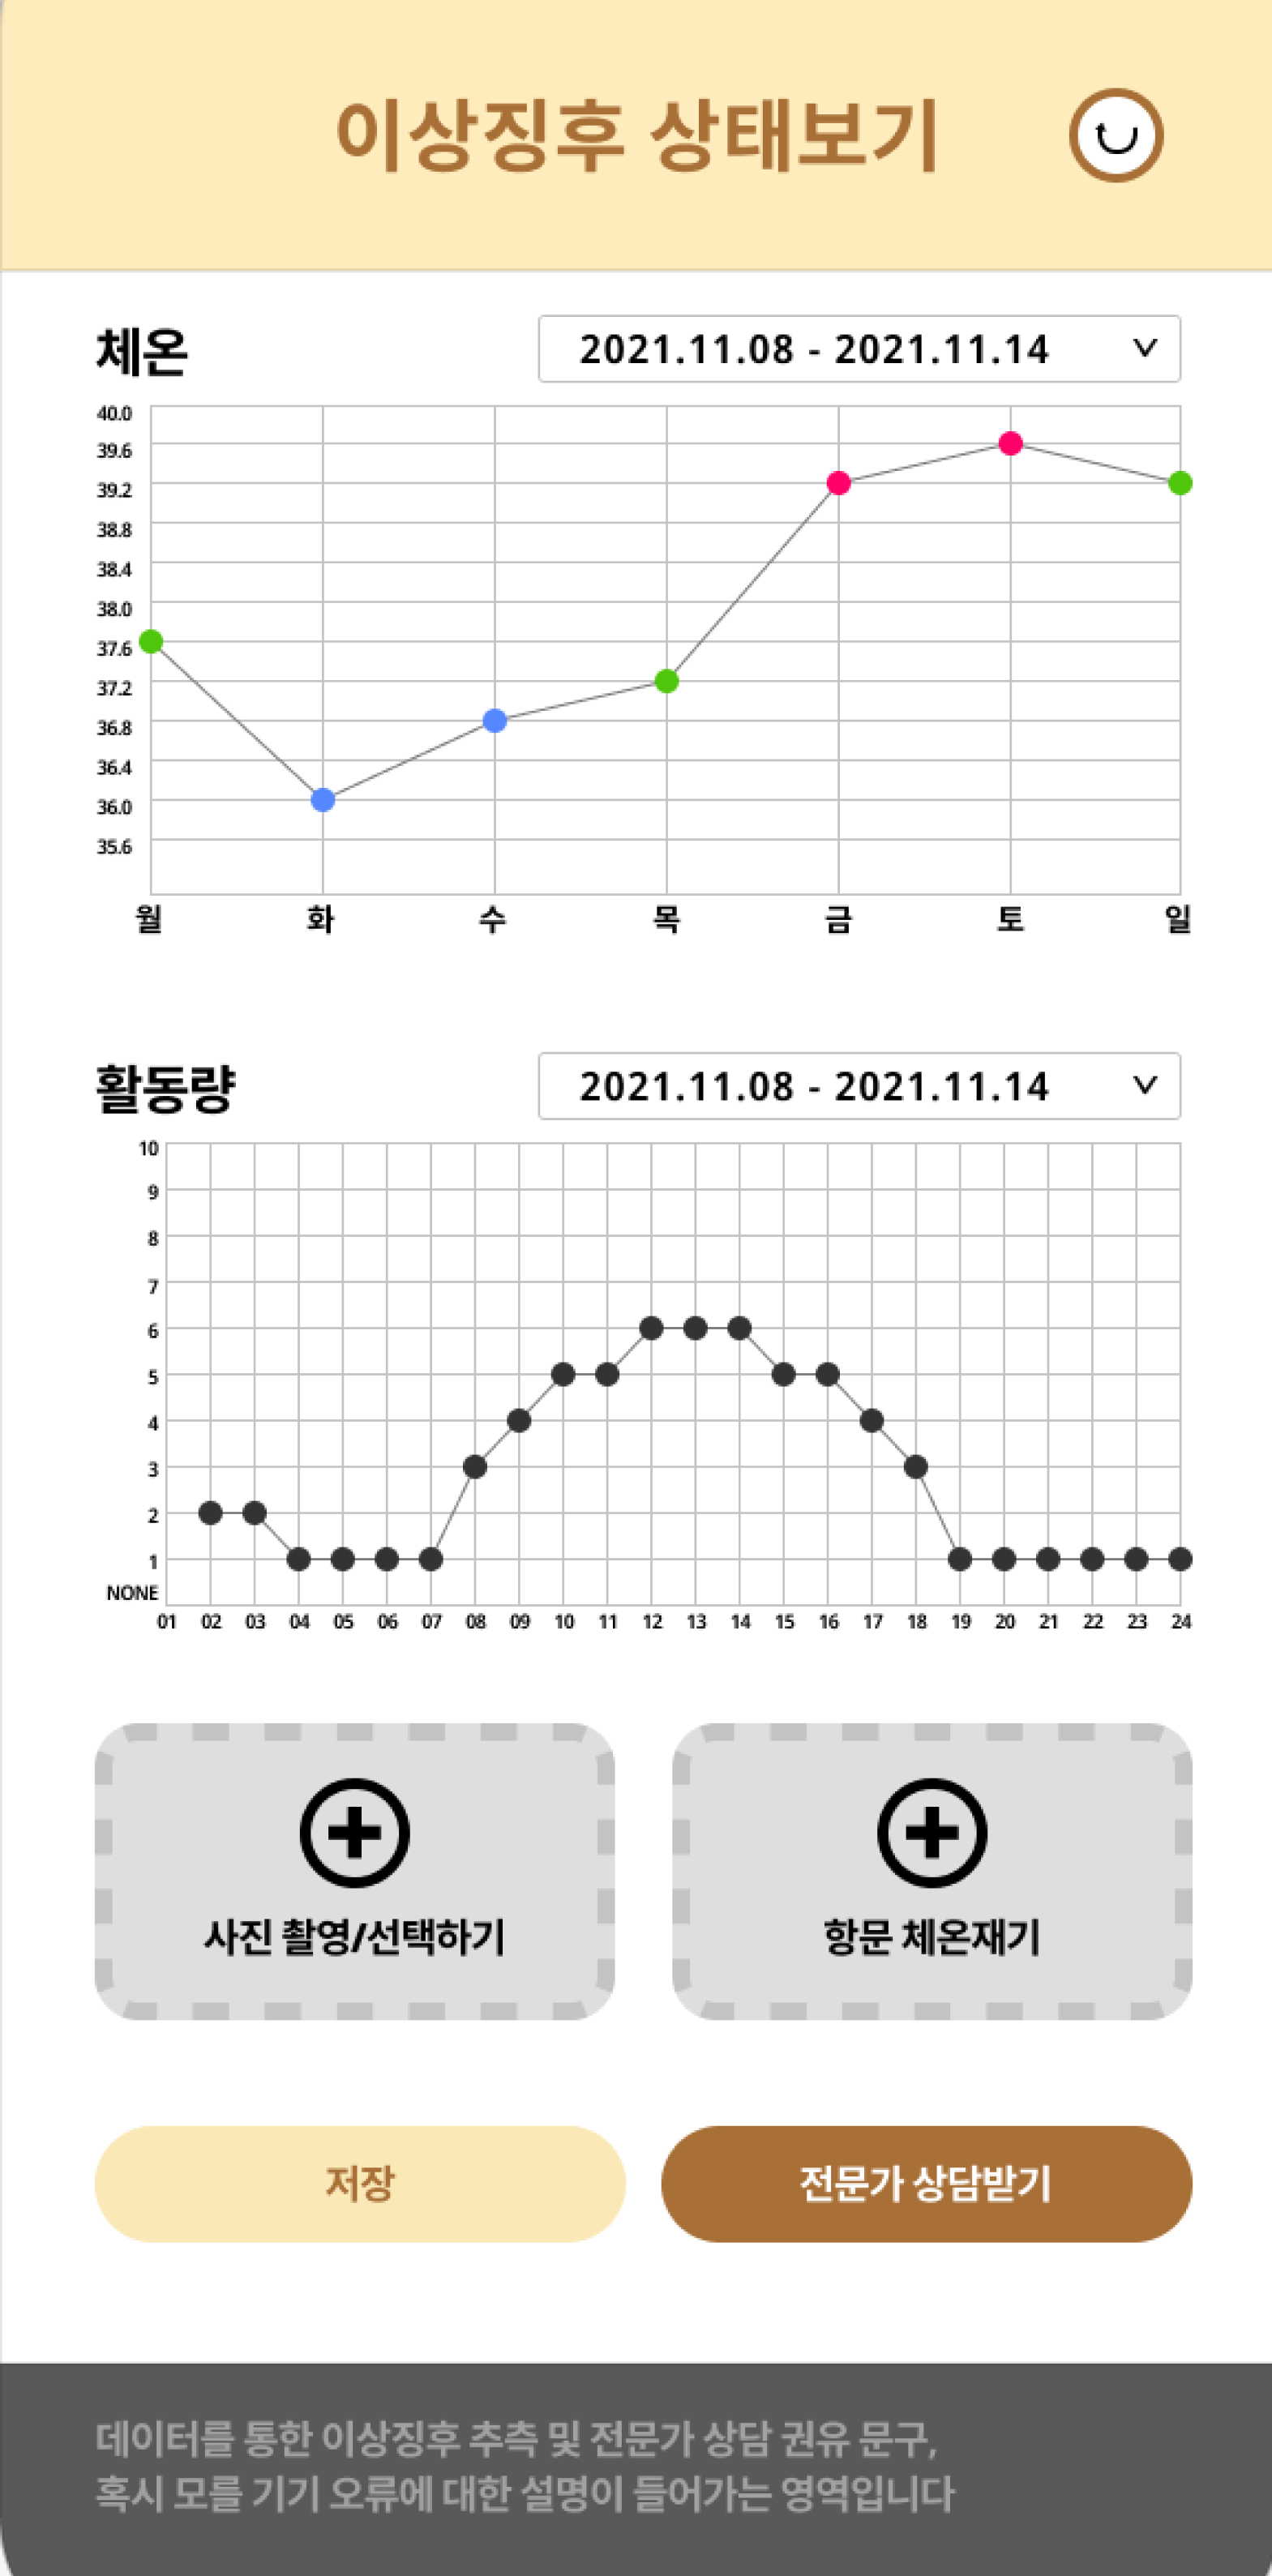 이상징후 상태보기
체온
2021.11.08 - 2021.11.14
40.0
39.6
39.2
38.8
38.4
38.0
37.6
37.2
36.8
36.4
36.0
35.6
월 화 수 목 금 토 일
활동량
2021.11.08 - 2021.11.14
10
9
8
7
6
5
4
3
2
1
NONE
01 02 03 04 05 06 07 08 09 10 11 12 13 14 15 16 17 18 19 20 21 22 23 24
사진 촬영/선택하기
항문 체온재기
저장
전문가 상담받기
데이터를 통한 이상징후 추측 및 전문가 상담 권유 문구,
혹시 모를 기기 오류에 대한 설명이 들어가는 영역입니다